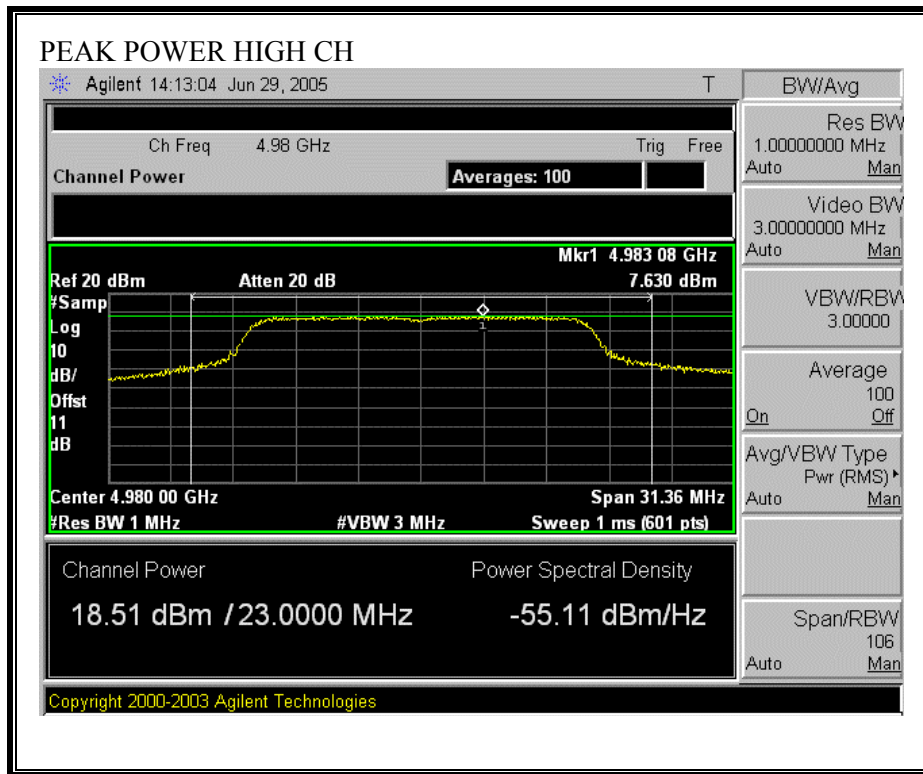 PEAK POWER HIGH CH
Agilent 14:13:04 Jun 29, 2005 T
Ch Freq 4.98 GHz Trig Free
Channel Power Averages: 100
Mkr1 4.983 08 GHz
Ref 20 dBm Atten 20 dB 7.630 dBm
#Samp
Log
10
dB/
Offst
11
dB
1
Center 4.980 00 GHz Span 31.36 MHz
#Res BW 1 MHz #VBW 3 MHz Sweep 1 ms (601 pts)
Channel Power Power Spectral Density
18.51 dBm / 23.0000 MHz -55.11 dBm/Hz
Copyright 2000-2003 Agilent Technologies
BW/Avg
Res BW
1.00000000 MHz
Auto Man
Video BW
3.00000000 MHz
Auto Man
VBW/RBW
3.00000
Average
100
On Off
Avg/VBW Type
Pwr (RMS)
Auto Man
Span/RBW
106
Auto Man